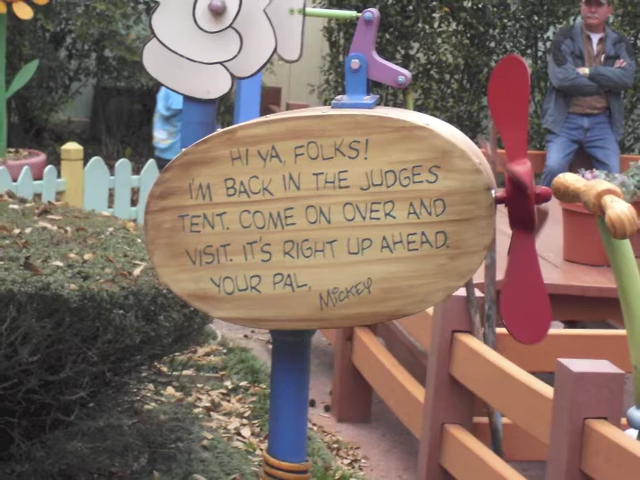 HI YA, FOLKS!
I'M BACK IN THE JUDGES
TENT. COME ON OVER AND
VISIT. IT'S RIGHT UP AHEAD.
YOUR PAL,
MICKEY